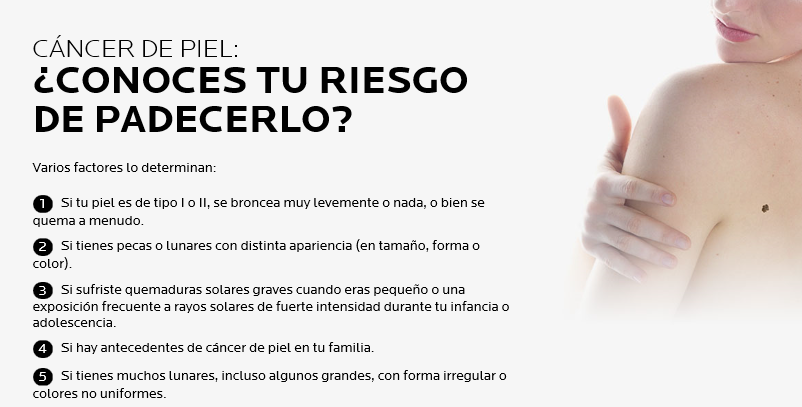 CÁNCER DE PIEL:
¿CONOCES TU RIESGO
DE PADECERLO?
Varios factores lo determinan:
1 Si tu piel es de tipo I o II, se broncea muy levemente o nada, o bien se
quema a menudo.
2 Si tienes pecas o lunares con distinta apariencia (en tamaño, forma o
color).
3 Si sufriste quemaduras solares graves cuando eras pequeño o una
exposición frecuente a rayos solares de fuerte intensidad durante tu infancia o
adolescencia.
4 Si hay antecedentes de cáncer de piel en tu familia.
5 Si tienes muchos lunares, incluso algunos grandes, con forma irregular o
colores no uniformes.